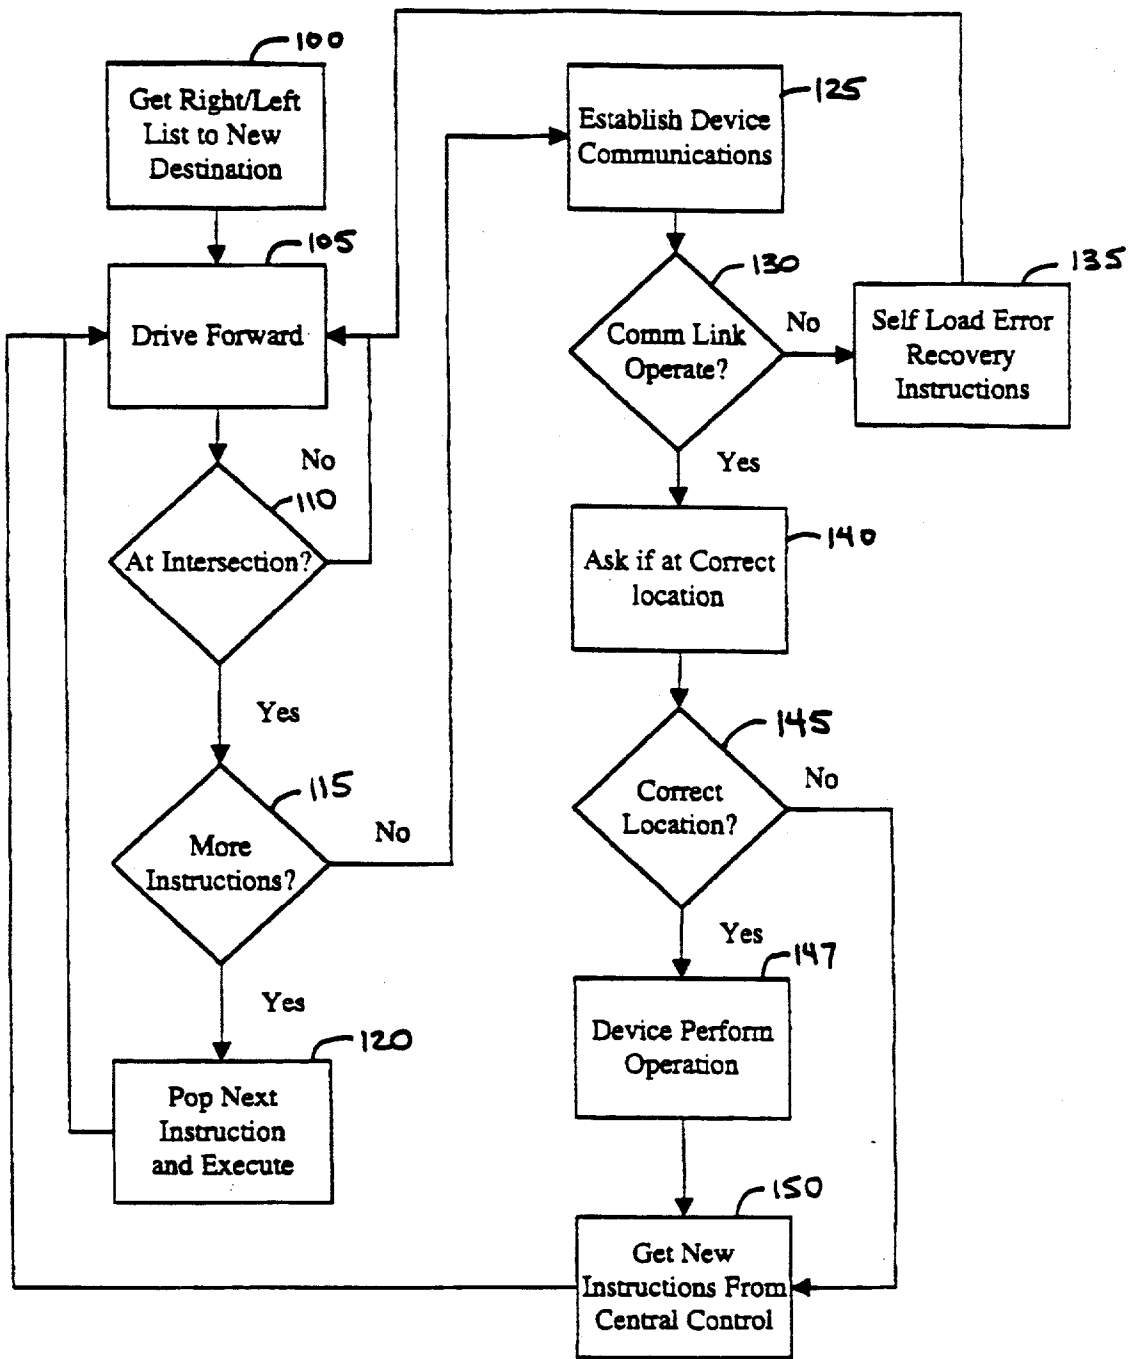 100
Get Right/Left
List to New
Destination
105
Drive Forward
No
110
At Intersection?
Yes
115
More
Instructions?
No
Yes
120
Pop Next
Instruction
and Execute
125
Establish Device
Communications
130
Comm Link
Operate?
No
135
Self Load Error
Recovery
Instructions
Yes
140
Ask if at Correct
location
145
Correct
Location?
No
Yes
147
Device Perform
Operation
150
Get New
Instructions From
Central Control